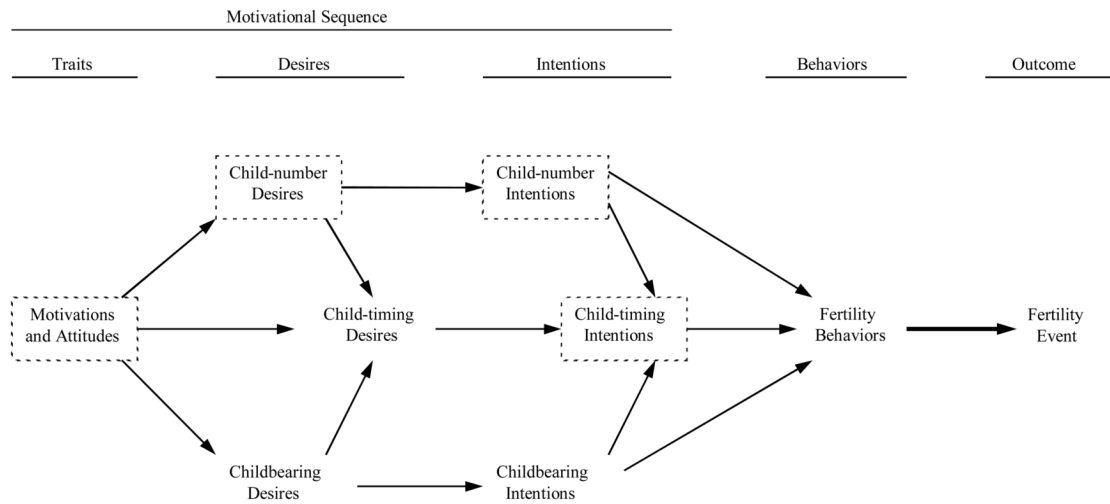 Motivational Sequence
Traits
Desires
Intentions
Behaviors
Outcome
Child-number
Desires
Child-number
Intentions
Motivations
and Attitudes
Child-timing
Desires
Child-timing
Intentions
Fertility
Behaviors
Fertility
Event
Childbearing
Desires
Childbearing
Intentions